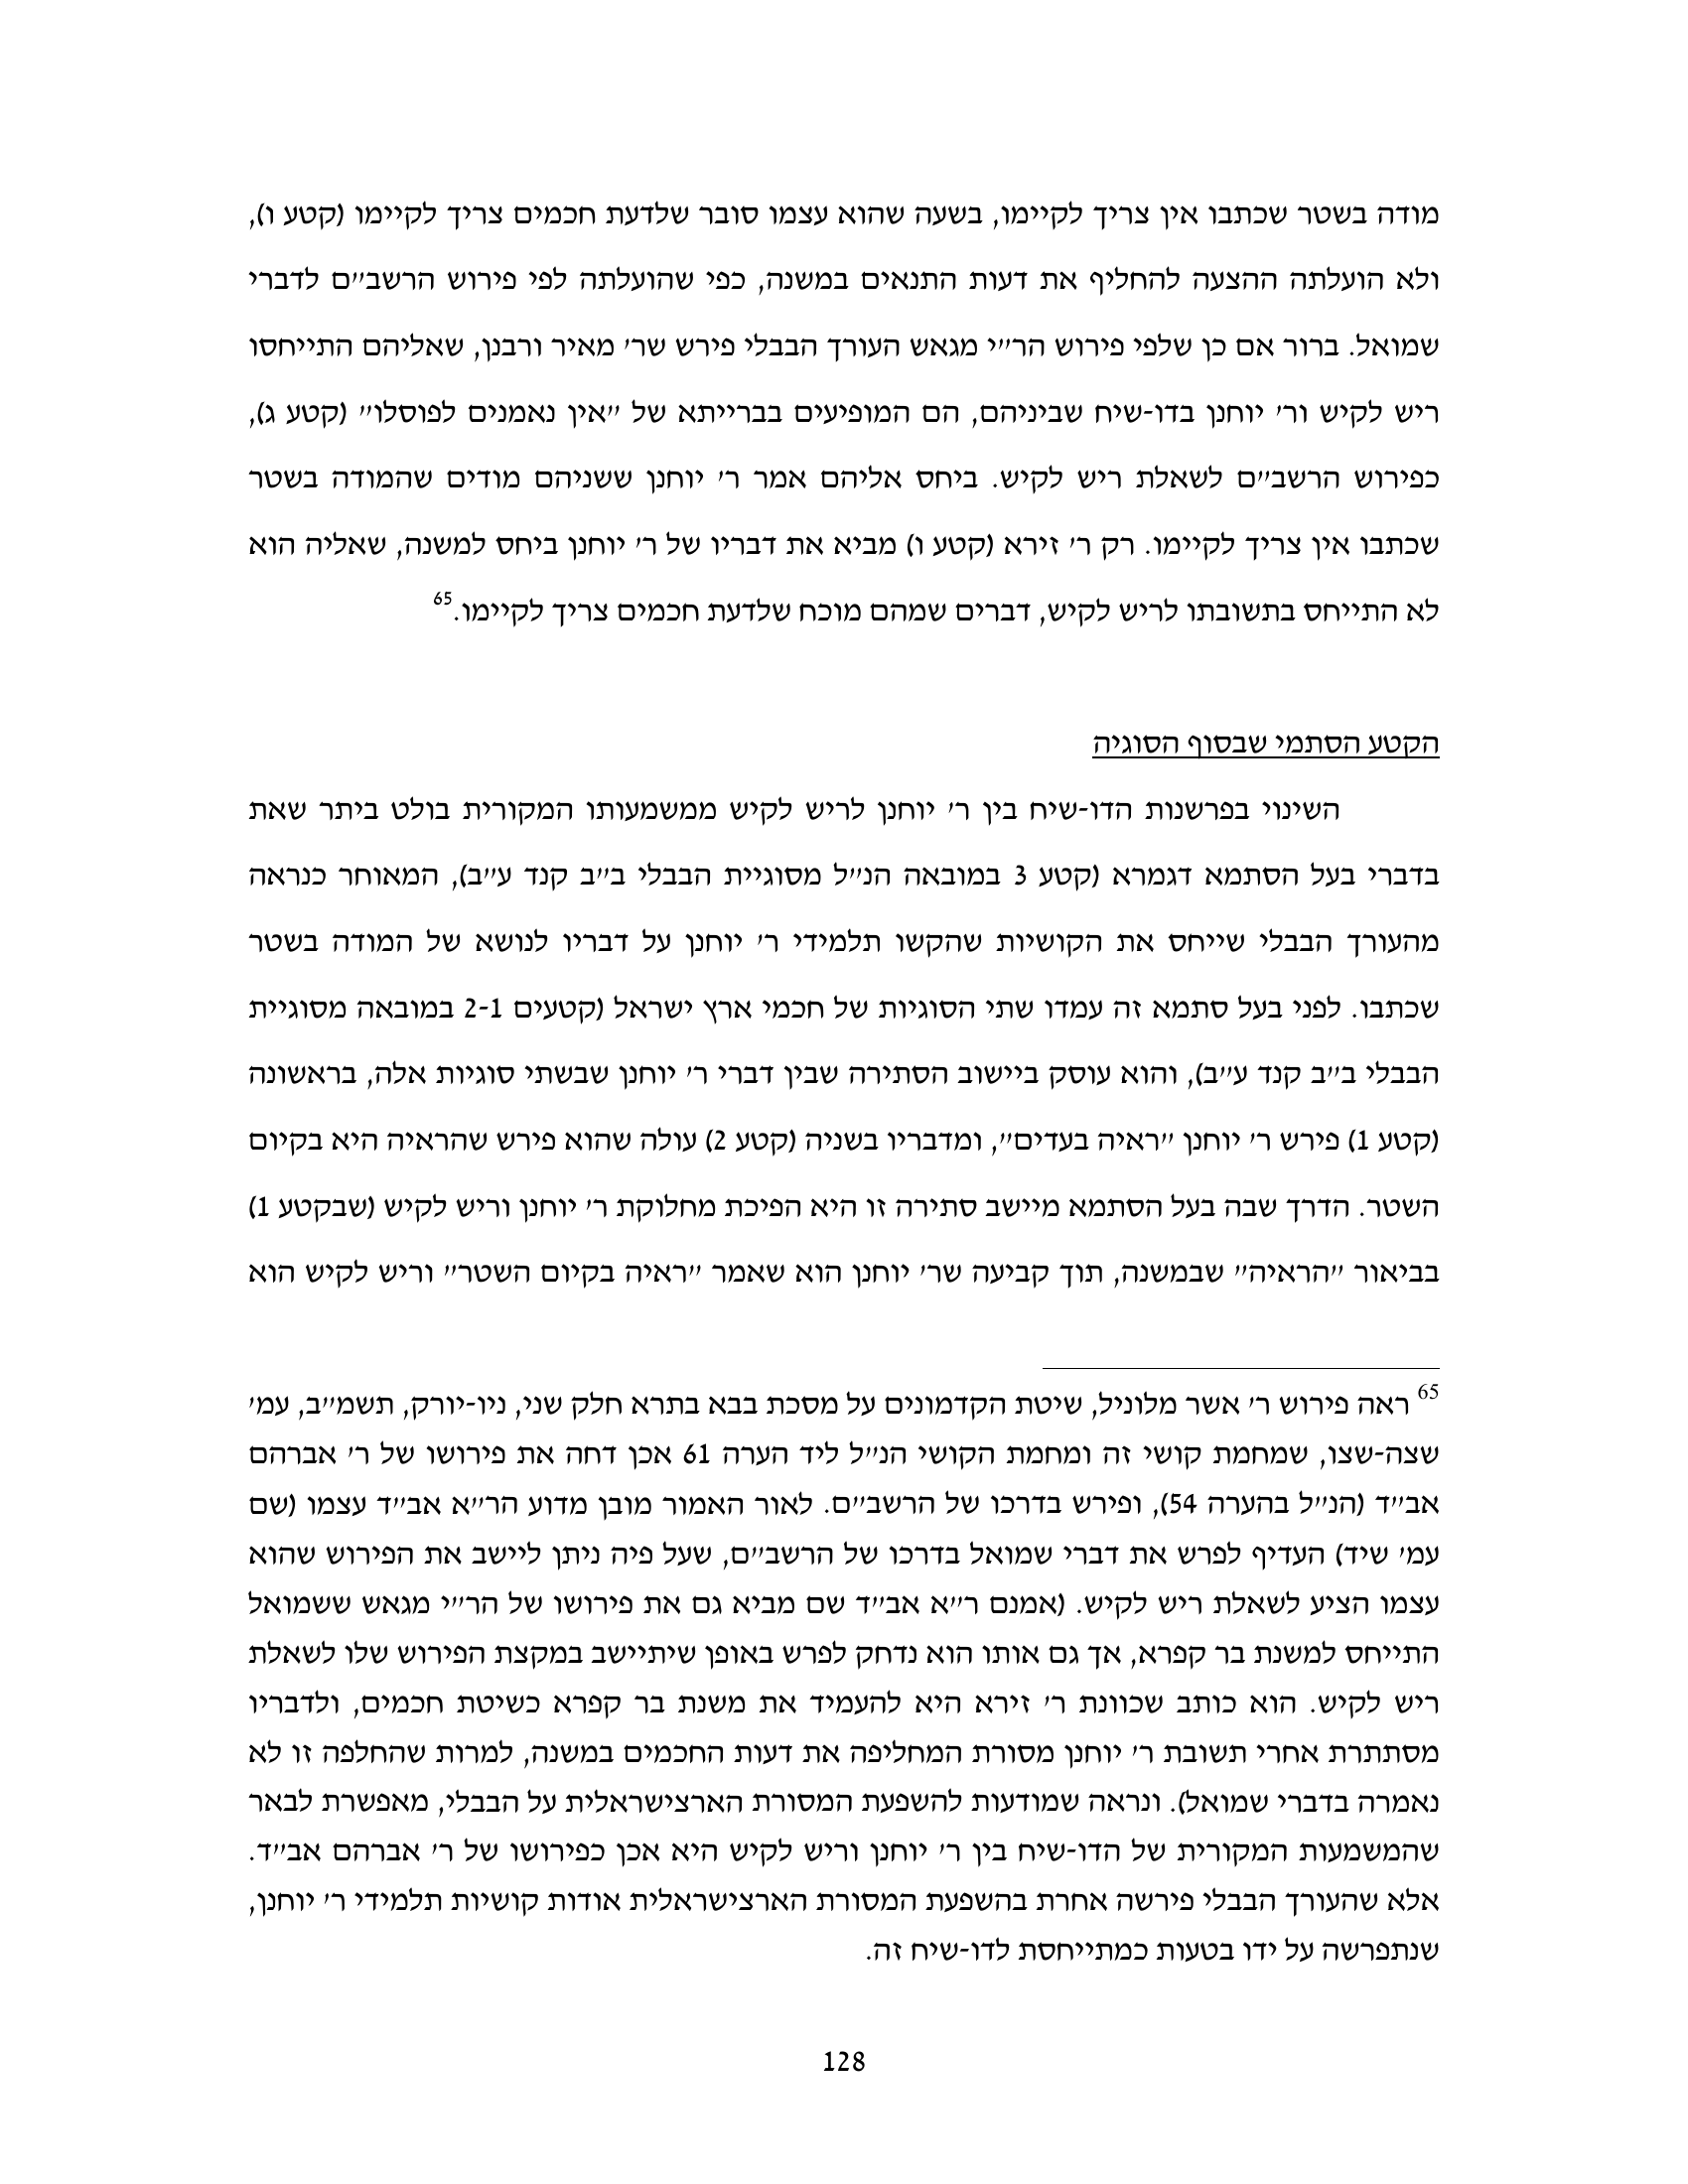 מודה בשטר שכתבו אין צריך לקיימו, בשעה שהוא עצמו סובר שלדעת חכמים צריך לקיימו (קטע ו),
ולא הועלתה ההצעה להחליף את דעות התנאים במשנה, כפי שהועלתה לפי פירוש הרשב״ם לדברי
שמואל. ברור אם כן שלפי פירוש הר״י מגאש העורך הבבלי פירש שר׳ מאיר ורבנן, שאליהם התייחסו
ריש לקיש ור׳ יוחנן בדו-שיח שביניהם, הם המופיעים בברייתא של ״אין נאמנים לפוסלו״ (קטע ג),
כפירוש הרשב״ם לשאלת ריש לקיש. ביחס אליהם אמר ר׳ יוחנן ששניהם מודים שהמודה בשטר
שכתבו אין צריך לקיימו. רק ר׳ זירא (קטע ו) מביא את דבריו של ר׳ יוחנן ביחס למשנה, שאליה הוא
לא התייחס בתשובתו לריש לקיש, דברים שמהם מוכח שלדעת חכמים צריך לקיימו.65
הקטע הסתמי שבסוף הסוגיה
השינוי בפרשנות הדו-שיח בין ר׳ יוחנן לריש לקיש ממשמעותו המקורית בולט ביתר שאת
בדברי בעל הסתמא דגמרא (קטע 3 במובאה הנ״ל מסוגיית הבבלי ב״ב קנד ע״ב), המאוחר כנראה
מהעורך הבבלי שייחס את הקושיות שהקשו תלמידי ר׳ יוחנן על דבריו לנושא של המודה בשטר
שכתבו. לפני בעל סתמא זה עמדו שתי הסוגיות של חכמי ארץ ישראל (קטעים 2-1 במובאה מסוגיית
הבבלי ב״ב קנד ע״ב), והוא עוסק ביישוב הסתירה שבין דברי ר׳ יוחנן שבשתי סוגיות אלה, בראשונה
(קטע 1) פירש ר׳ יוחנן ״ראיה בעדים״, ומדבריו בשניה (קטע 2) עולה שהוא פירש שהראיה היא בקיום
השטר. הדרך שבה בעל הסתמא מיישב סתירה זו היא הפיכת מחלוקת ר׳ יוחנן וריש לקיש (שבקטע 1)
בביאור ״הראיה״ שבמשנה, תוך קביעה שר׳ יוחנן הוא שאמר ״ראיה בקיום השטר״ וריש לקיש הוא
65 ראה פירוש ר׳ אשר מלוניל, שיטת הקדמונים על מסכת בבא בתרא חלק שני, ניו-יורק, תשמ״ב, עמ׳
שצה-שצו, שמחמת קושי זה ומחמת הקושי הנ״ל ליד הערה 61 אכן דחה את פירושו של ר׳ אברהם
אב״ד (הנ״ל בהערה 54), ופירש בדרכו של הרשב״ם. לאור האמור מובן מדוע הר״א אב״ד עצמו (שם
עמ׳ שיד) העדיף לפרש את דברי שמואל בדרכו של הרשב״ם, שעל פיה ניתן ליישב את הפירוש שהוא
עצמו הציע לשאלת ריש לקיש. (אמנם ר״א אב״ד שם מביא גם את פירושו של הר״י מגאש ששמואל
התייחס למשנת בר קפרא, אך גם אותו הוא נדחק לפרש באופן שיתיישב במקצת הפירוש שלו לשאלת
ריש לקיש. הוא כותב שכוונת ר׳ זירא היא להעמיד את משנת בר קפרא כשיטת חכמים, ולדבריו
מסתתרת אחרי תשובת ר׳ יוחנן מסורת המחליפה את דעות החכמים במשנה, למרות שהחלפה זו לא
נאמרה בדברי שמואל). ונראה שמודעות להשפעת המסורת הארצישראלית על הבבלי, מאפשרת לבאר
שהמשמעות המקורית של הדו-שיח בין ר׳ יוחנן וריש לקיש היא אכן כפירושו של ר׳ אברהם אב״ד.
אלא שהעורך הבבלי פירשה אחרת בהשפעת המסורת הארצישראלית אודות קושיות תלמידי ר׳ יוחנן,
שנתפרשה על ידו בטעות כמתייחסת לדו-שיח זה.
128